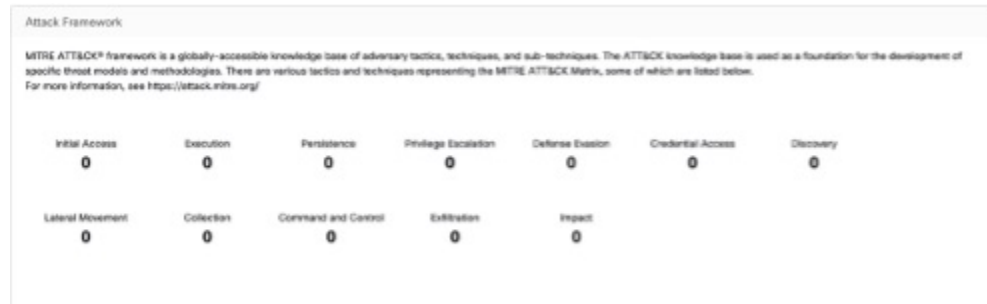 Attack Framework
MITRE ATT&CK® framework is a globally-accessible knowledge base of adversary tactics, techniques, and sub-techniques. The ATT&CK knowledge base is used as a foundation for the development of
specific threat models and methodologies. There are various tactics and techniques representing the MITRE ATT&CK Matrix, some of which are listed below.
For more information, see https://attack.mitre.org/
Initial Access Execution Persistence Privilege Escalation Defense Evasion Credential Access Discovery
0 0 0 0 0 0 0
Lateral Movement Collection Command and Control Exfiltration Impact
0 0 0 0 0